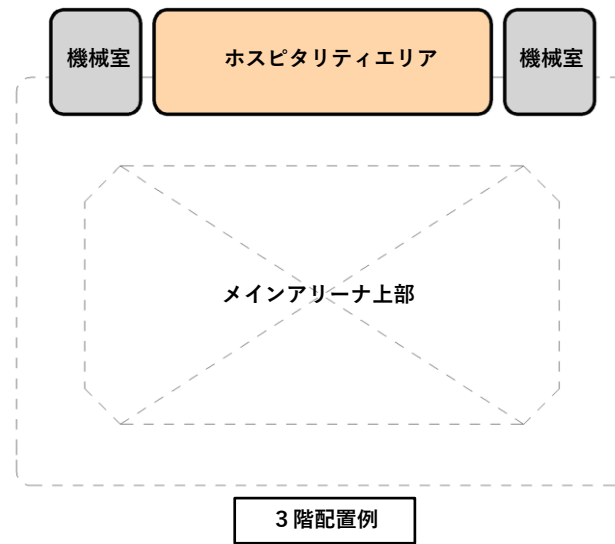 機械室
ホスピタリティエリア
機械室
メインアリーナ上部
３階配置例